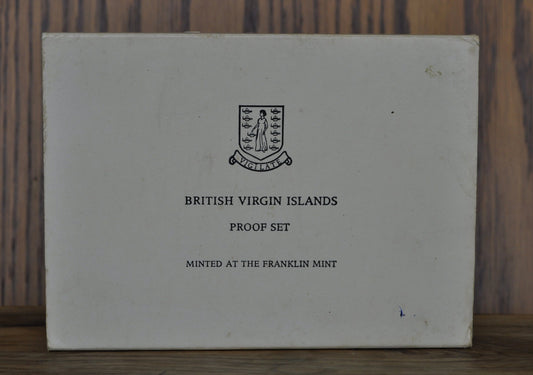 VIGILATE
BRITISH VIRGIN ISLANDS
PROOF SET
MINTED AT THE FRANKLIN MINT